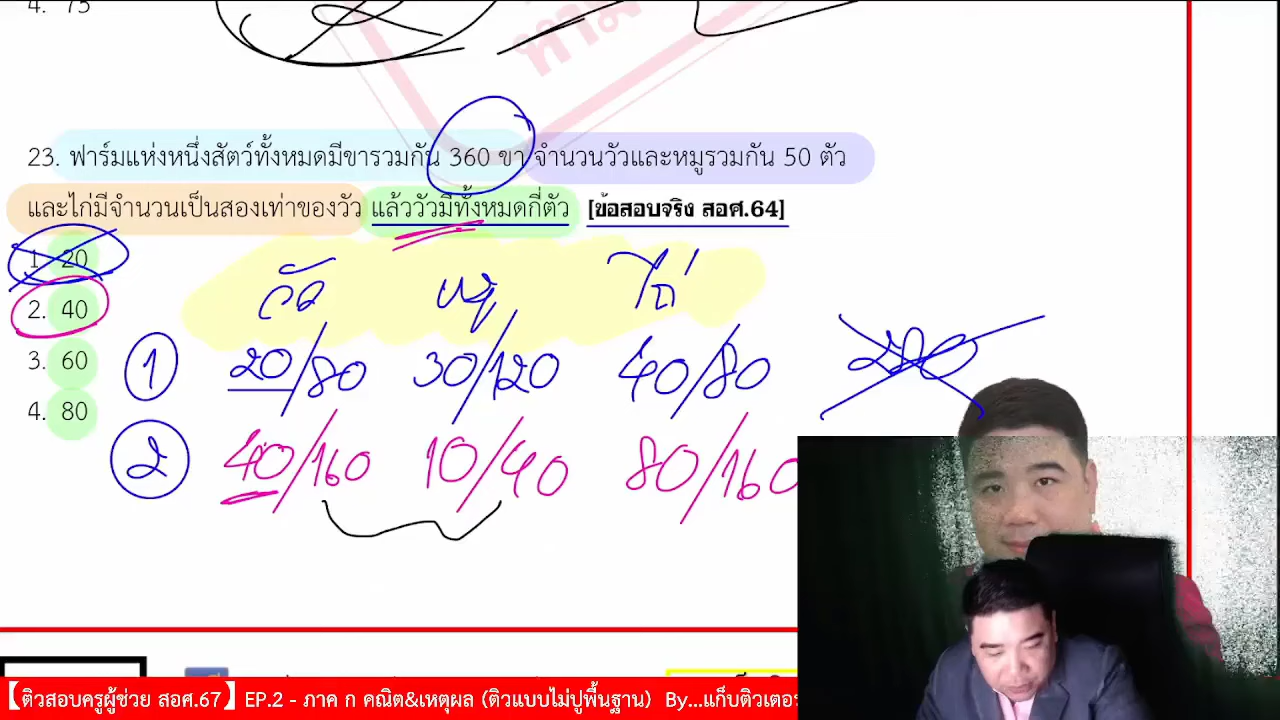 4. 75
ห้าม
23. ฟาร์มแห่งหนึ่งสัตว์ทั้งหมดมีขารวมกัน 360 ขา จำนวนวัวและหมูรวมกัน 50 ตัว
และไก่มีจำนวนเป็นสองเท่าของวัว แล้ววัวมีทั้งหมดกี่ตัว [ข้อสอบจริง สอศ.64]
1. 20
2. 40
3. 60
4. 80
วัว หมู ไก่
1 20/80 30/120 40/80 280
2 40/160 10/40 80/160
【ติวสอบครูผู้ช่วย สอศ.67】 EP.2 - ภาค ก คณิต&เหตุผล (ติวแบบไม่ปูพื้นฐาน) By...แก็บติวเตอร